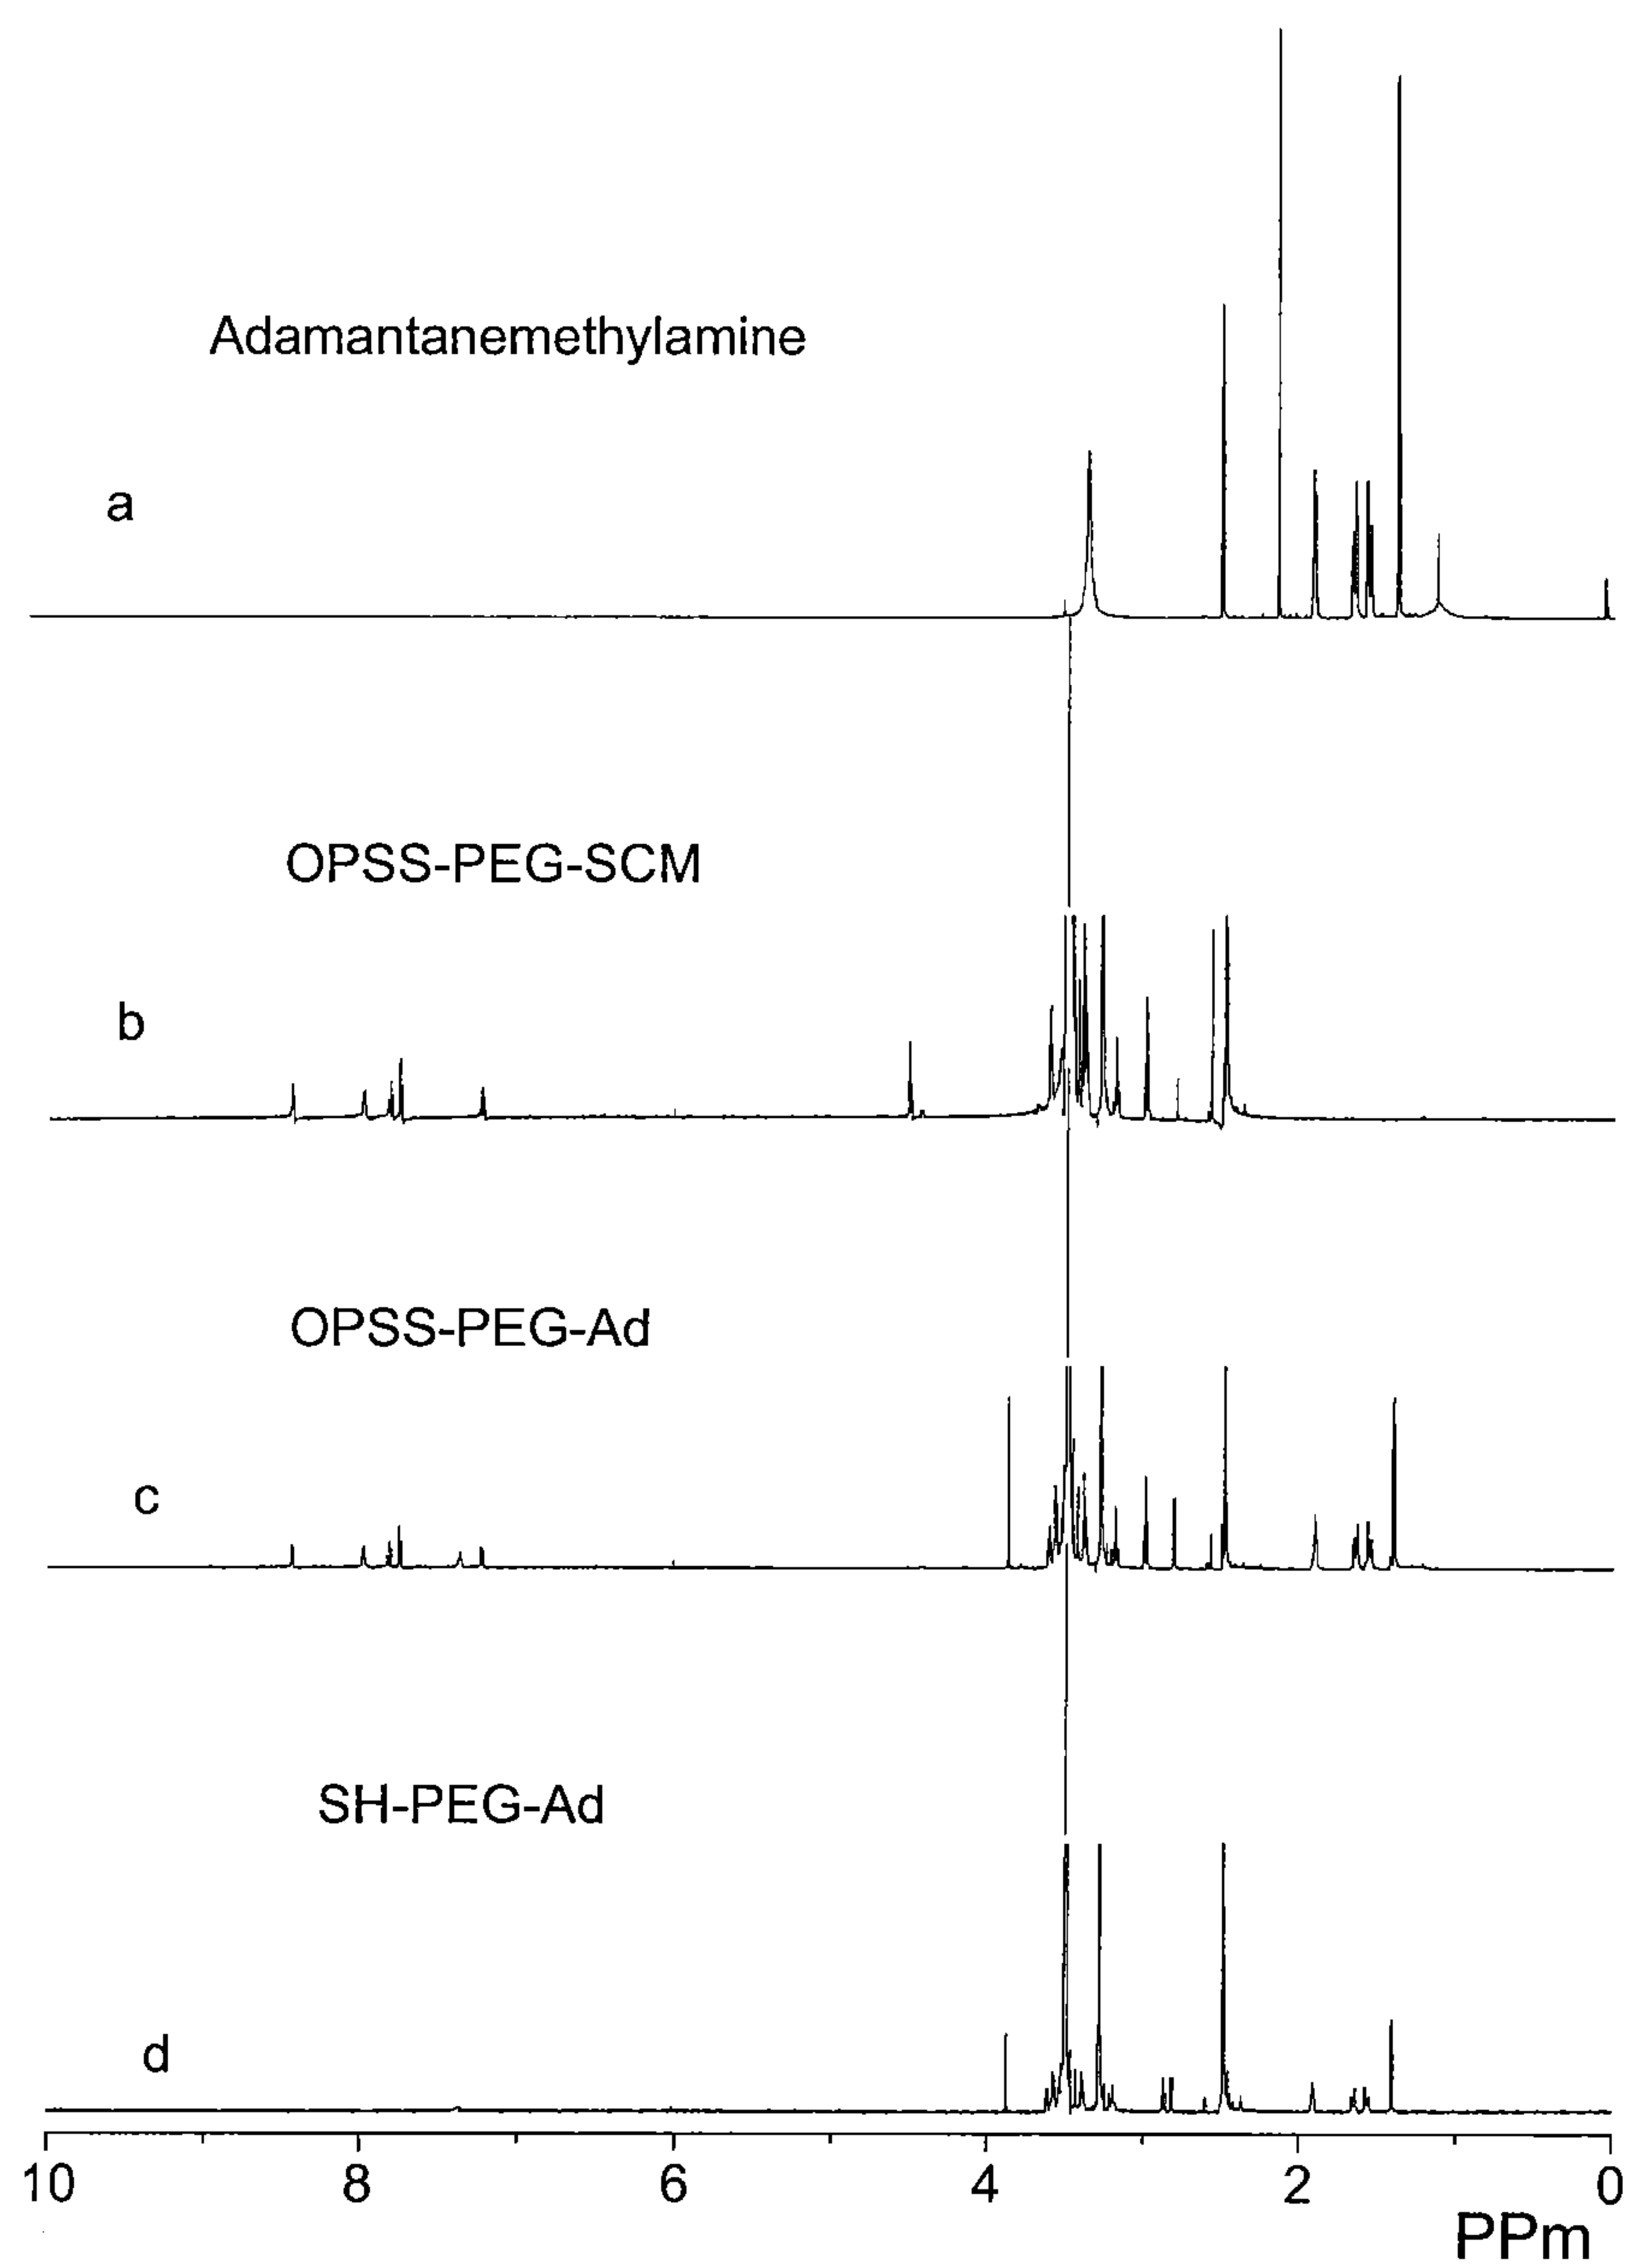 Adamantanemethylamine
a
OPSS-PEG-SCM
b
OPSS-PEG-Ad
c
SH-PEG-Ad
d
10 8 6 4 2 0
PPm